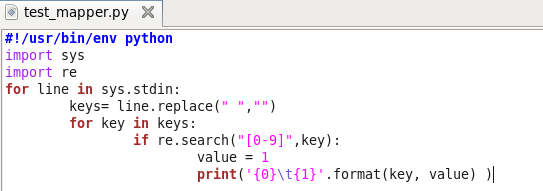 test_mapper.py
#!/usr/bin/env python
import sys
import re
for line in sys.stdin:
        keys= line.replace(" ","")
        for key in keys:
                if re.search("[0-9]",key):
                        value = 1
                        print('{0}\t{1}'.format(key, value) )